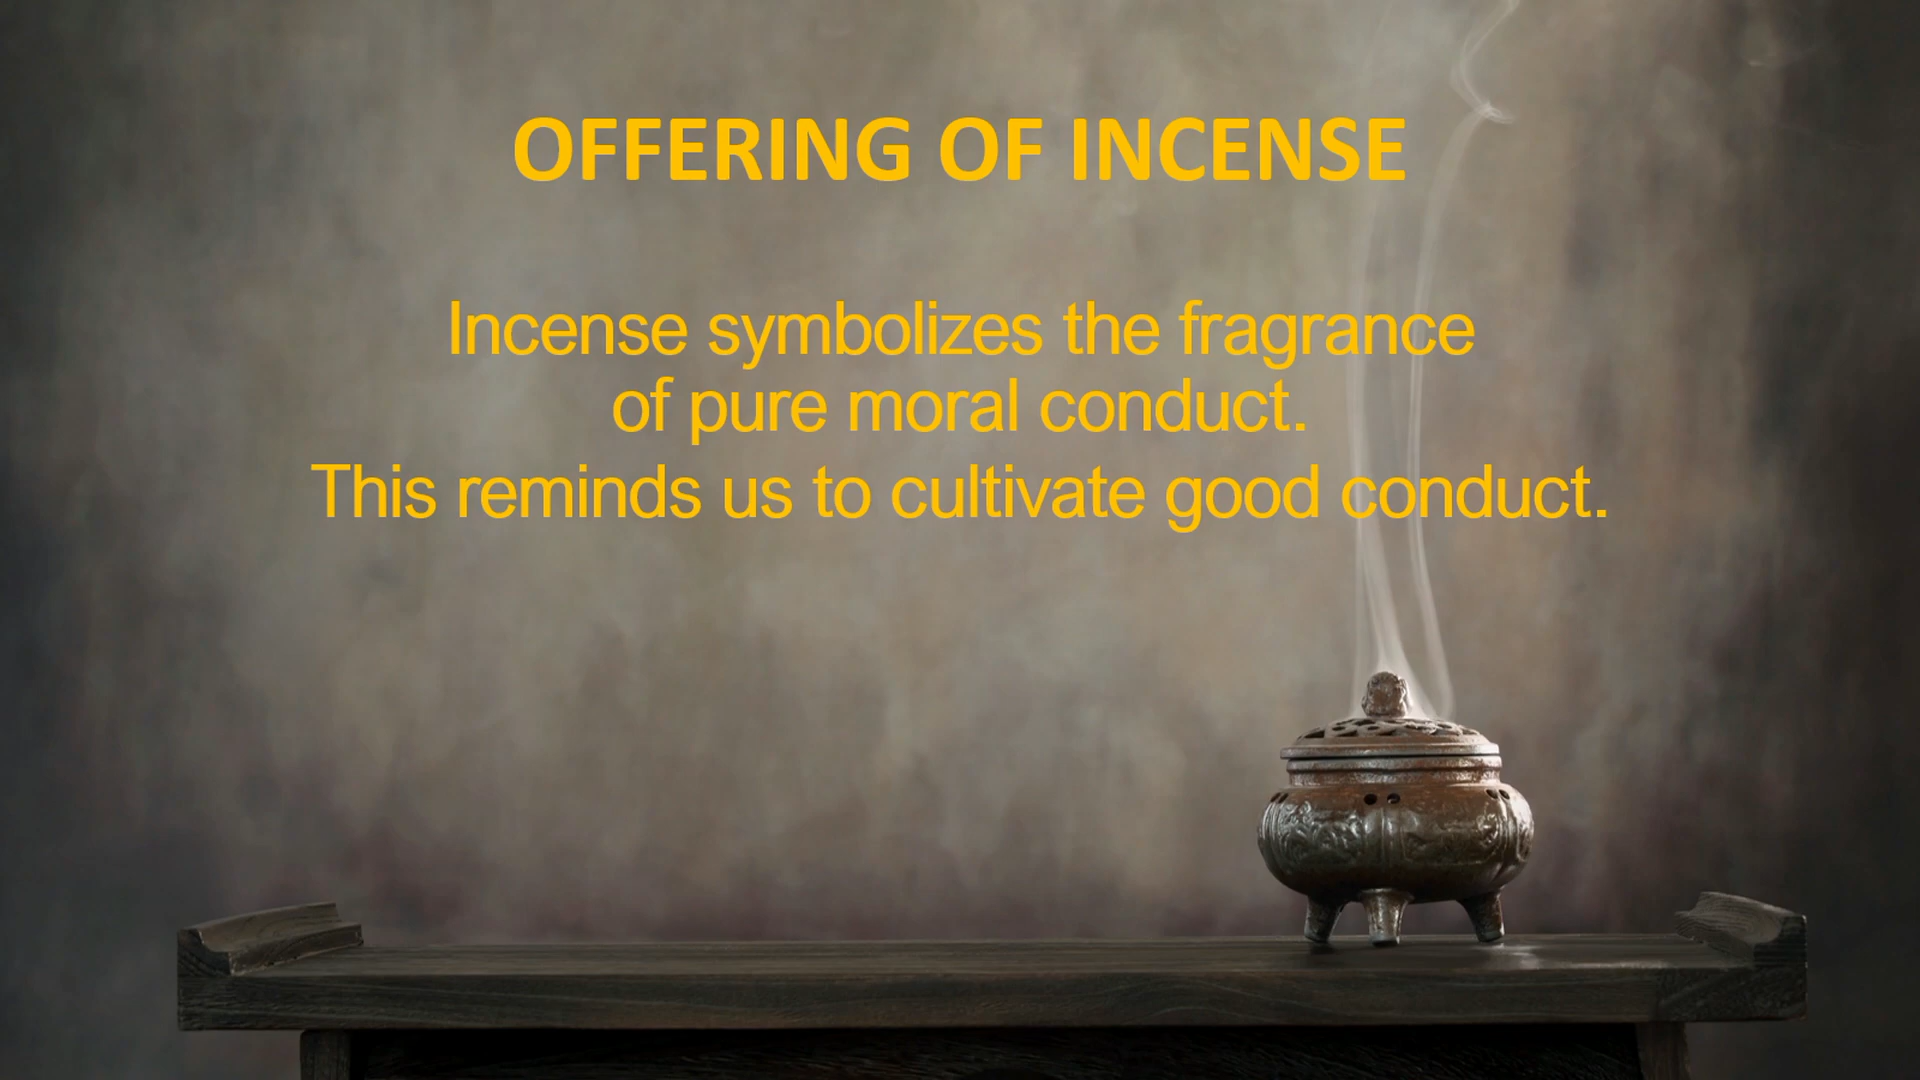 OFFERING OF INCENSE
Incense symbolizes the fragrance
of pure moral conduct.
This reminds us to cultivate good conduct.